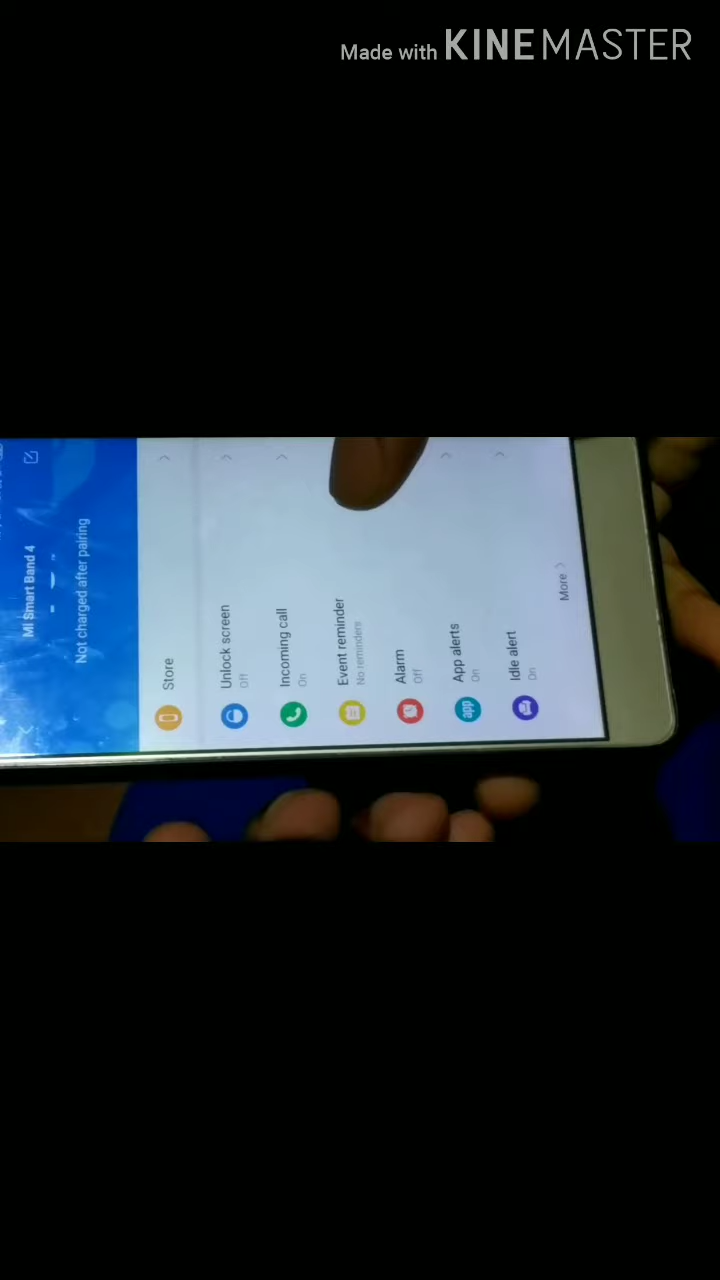 Made with KINEMASTER
MI Smart Band 4
Not charged after pairing
Store
Unlock screen
Off
Incoming call
On
Event reminder
No reminders
Alarm
Off
App alerts
On
app
Idle alert
On
More